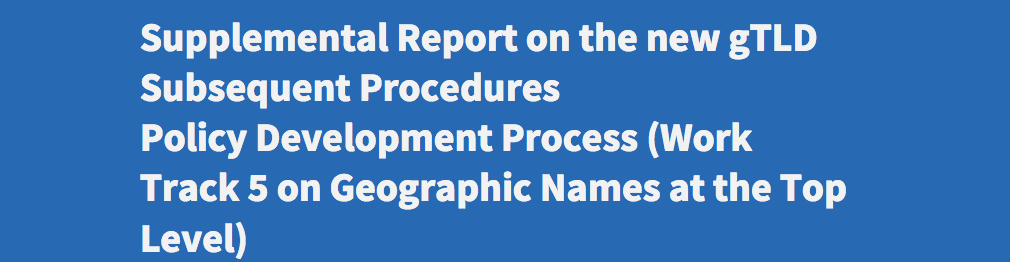 Supplemental Report on the new gTLD
Subsequent Procedures
Policy Development Process (Work
Track 5 on Geographic Names at the Top
Level)